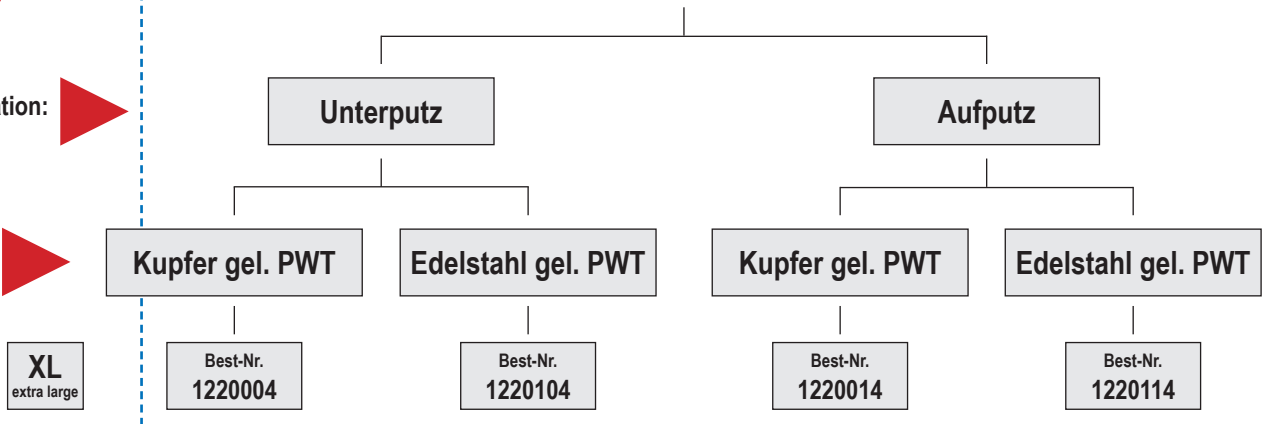 ation:
Unterputz
Aufputz
Kupfer gel. PWT
Edelstahl gel. PWT
Kupfer gel. PWT
Edelstahl gel. PWT
XL
extra large
Best-Nr.
1220004
Best-Nr.
1220104
Best-Nr.
1220014
Best-Nr.
1220114